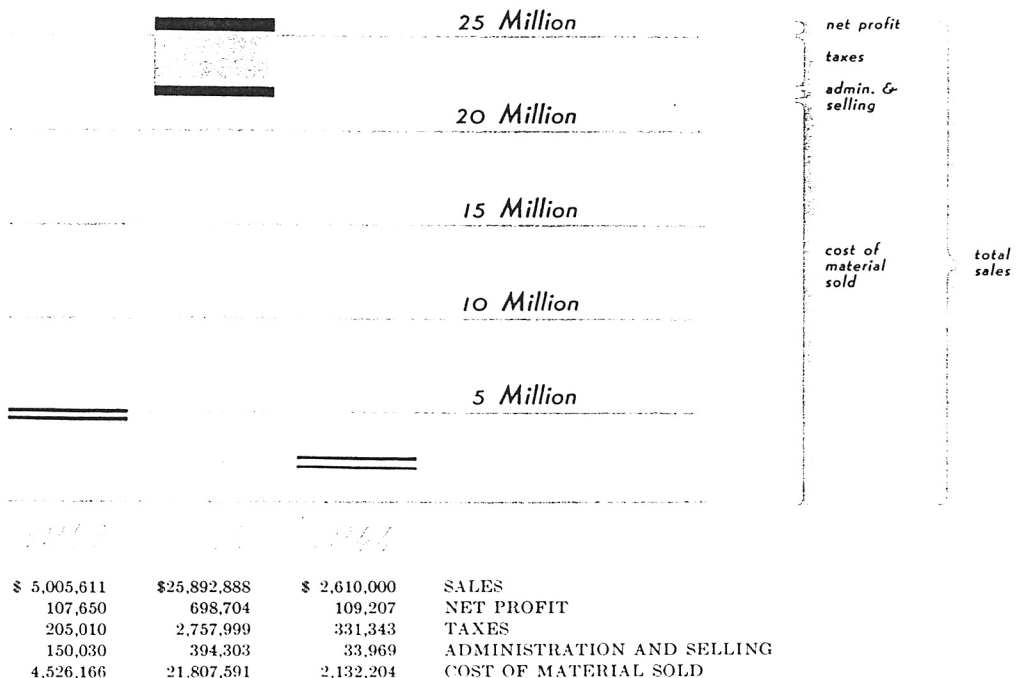 25 Million
net profit
taxes
admin. &
selling
20 Million
15 Million
cost of
material
sold
total
sales
10 Million
5 Million
$ 5,005,611 $25,892,888 $ 2,610,000 SALES
107,650 698,704 109,207 NET PROFIT
205,010 2,757,999 331,343 TAXES
150,030 394,303 33,969 ADMINISTRATION AND SELLING
4,526,166 21,807,591 2,132,204 COST OF MATERIAL SOLD